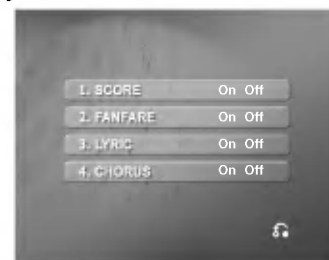 1. SCORE On Off
2. FANFARE On Off
3. LYRIC On Off
4. CHORUS On Off